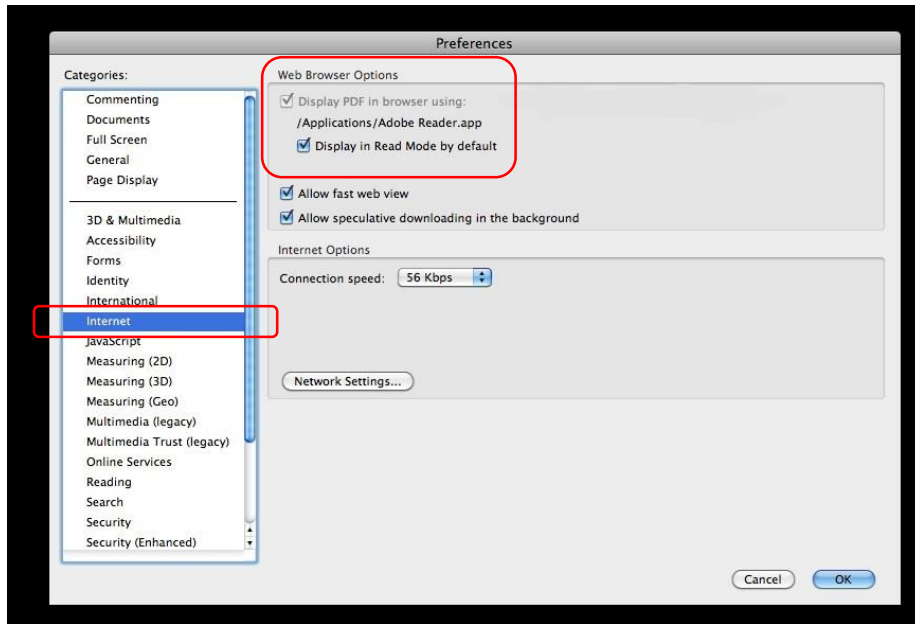 Preferences
Categories:
Commenting
Documents
Full Screen
General
Page Display
3D & Multimedia
Accessibility
Forms
Identity
International
Internet
JavaScript
Measuring (2D)
Measuring (3D)
Measuring (Geo)
Multimedia (legacy)
Multimedia Trust (legacy)
Online Services
Reading
Search
Security
Security (Enhanced)
Web Browser Options
Display PDF in browser using:
/Applications/Adobe Reader.app
Display in Read Mode by default
Allow fast web view
Allow speculative downloading in the background
Internet Options
Connection speed: 56 Kbps
Network Settings...
Cancel OK